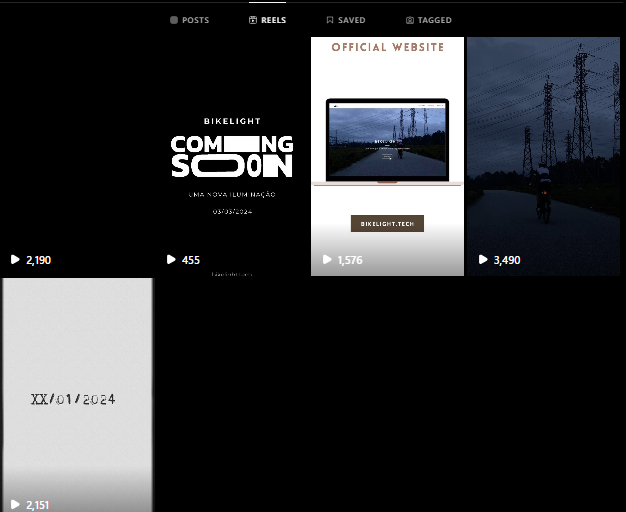 POSTS
REELS
SAVED
TAGGED
BIKELIGHT
COMING
SOON
UMA NOVA ILUMINAÇÃO
03/03/2024
OFFICIAL WEBSITE
BIKELIGHT
BIKELIGHT.TECH
2,190
455
1,576
3,490
XX/01/2024
2,151